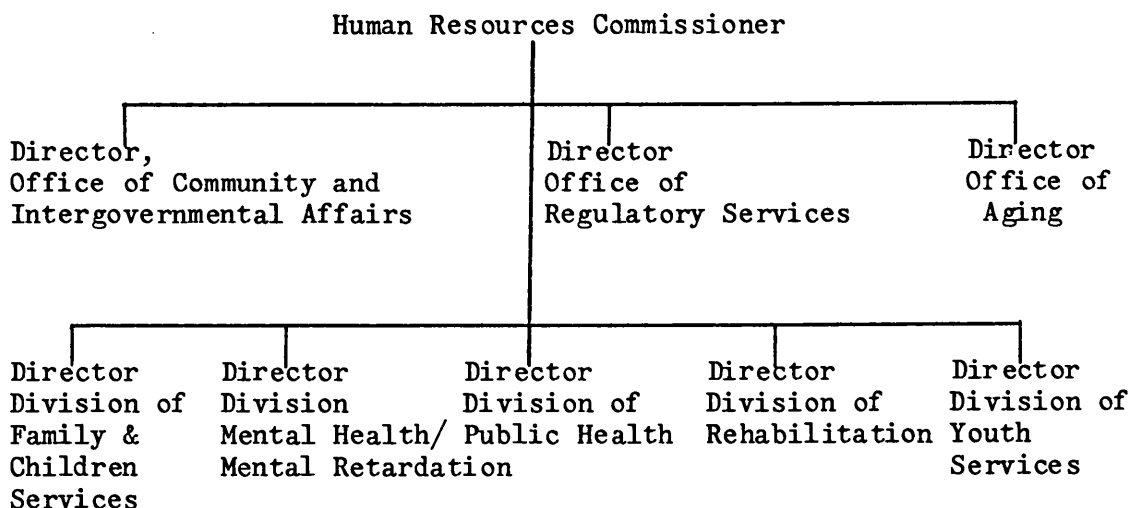 Human Resources Commissioner
Director,
Office of Community and
Intergovernmental Affairs
Director
Office of
Regulatory Services
Director
Office of
Aging
Director
Division of
Family &
Children
Services
Director
Division
Mental Health/
Mental Retardation
Director
Division of
Public Health
Director
Division of
Rehabilitation
Director
Division of
Youth
Services